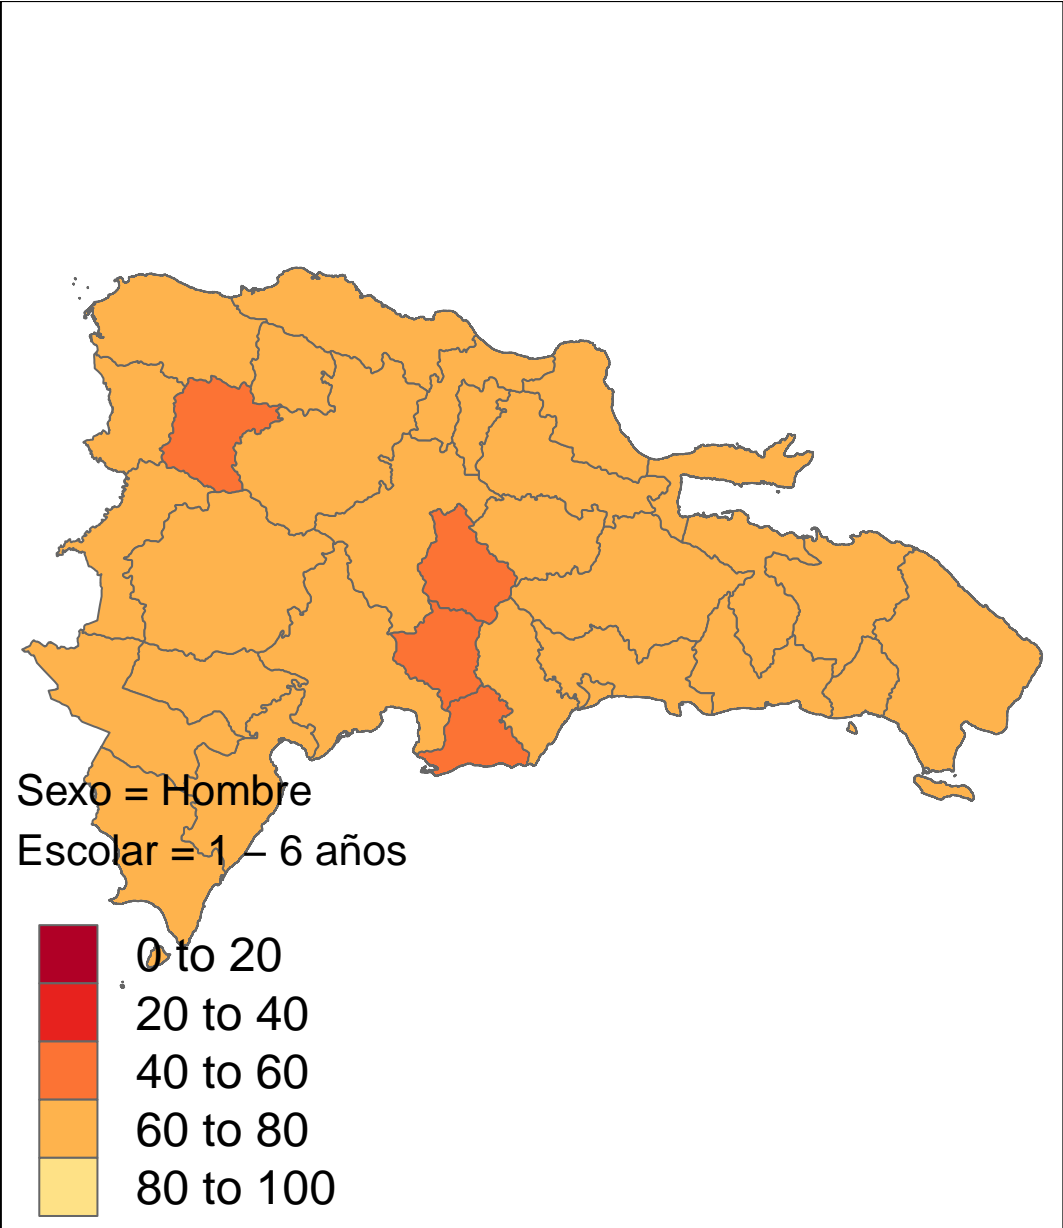 Sexo = Hombre
Escolar = 1 – 6 años
0 to 20
20 to 40
40 to 60
60 to 80
80 to 100